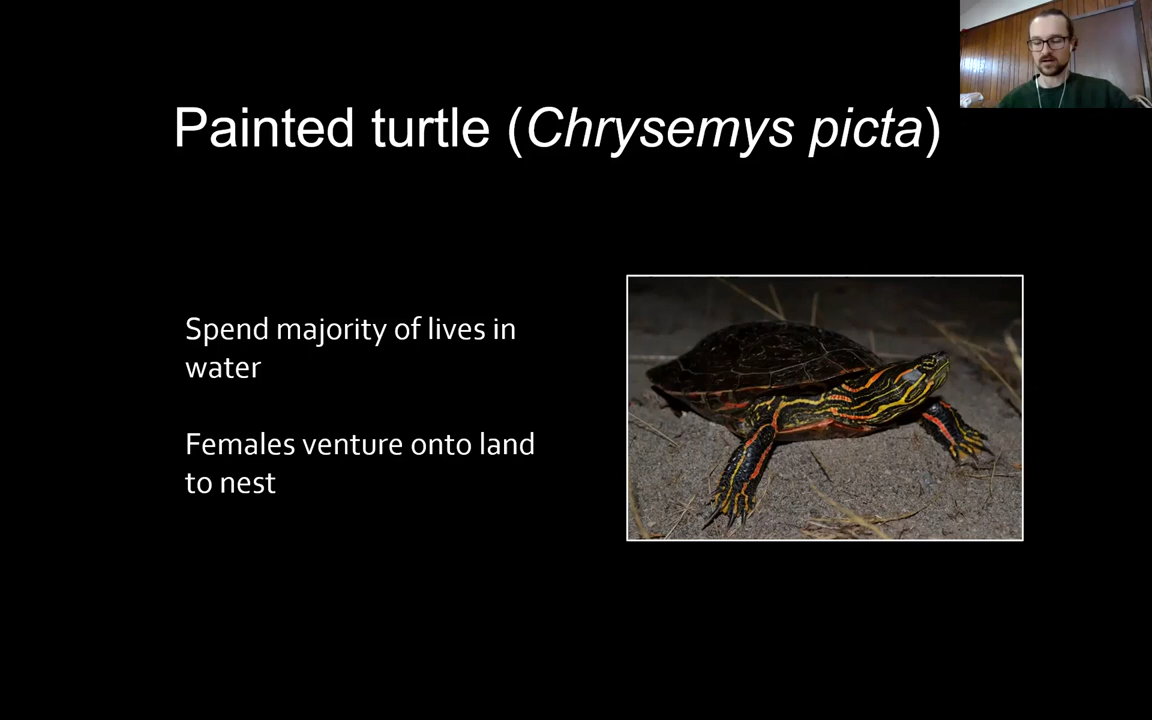 Painted turtle (Chrysemys picta)
Spend majority of lives in
water
Females venture onto land
to nest